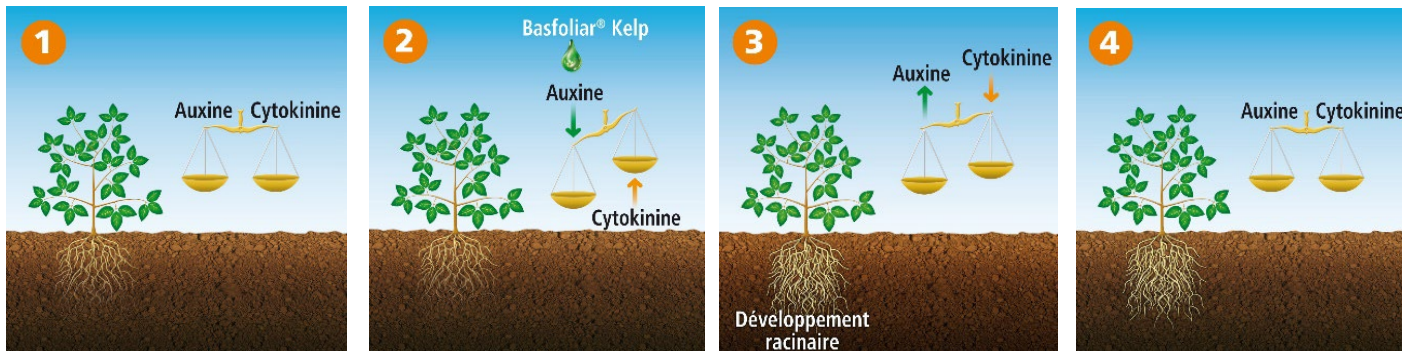 1
Auxine Cytokinine
2
Basfoliar® Kelp
Auxine
Cytokinine
3
Auxine
Cytokinine
Développement
racinaire
4
Auxine Cytokinine